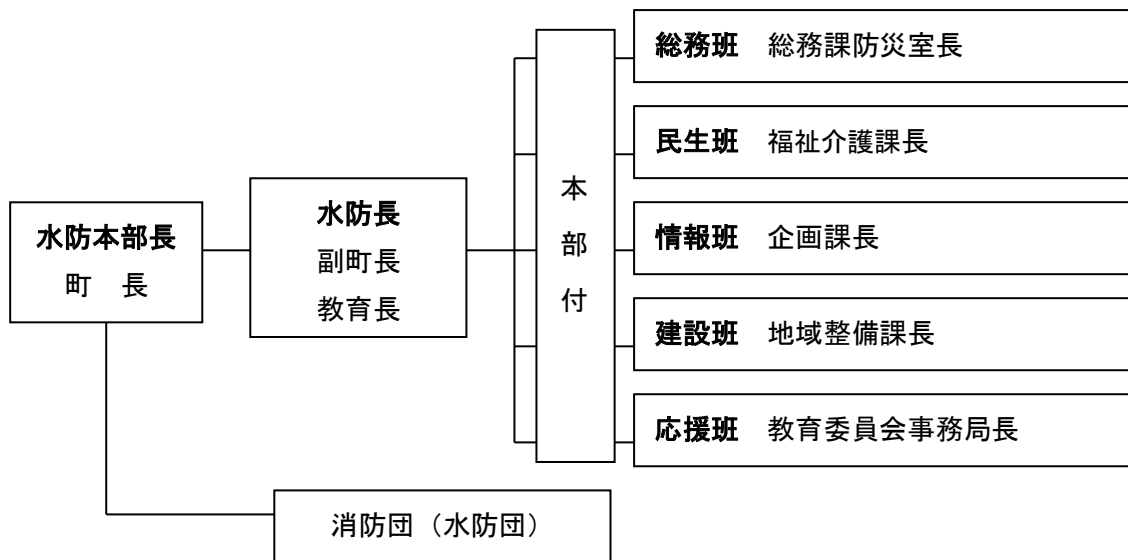 水防本部長
町　長
水防長
副町長
教育長
本部付
総務班　総務課防災室長
民生班　福祉介護課長
情報班　企画課長
建設班　地域整備課長
応援班　教育委員会事務局長
消防団（水防団）